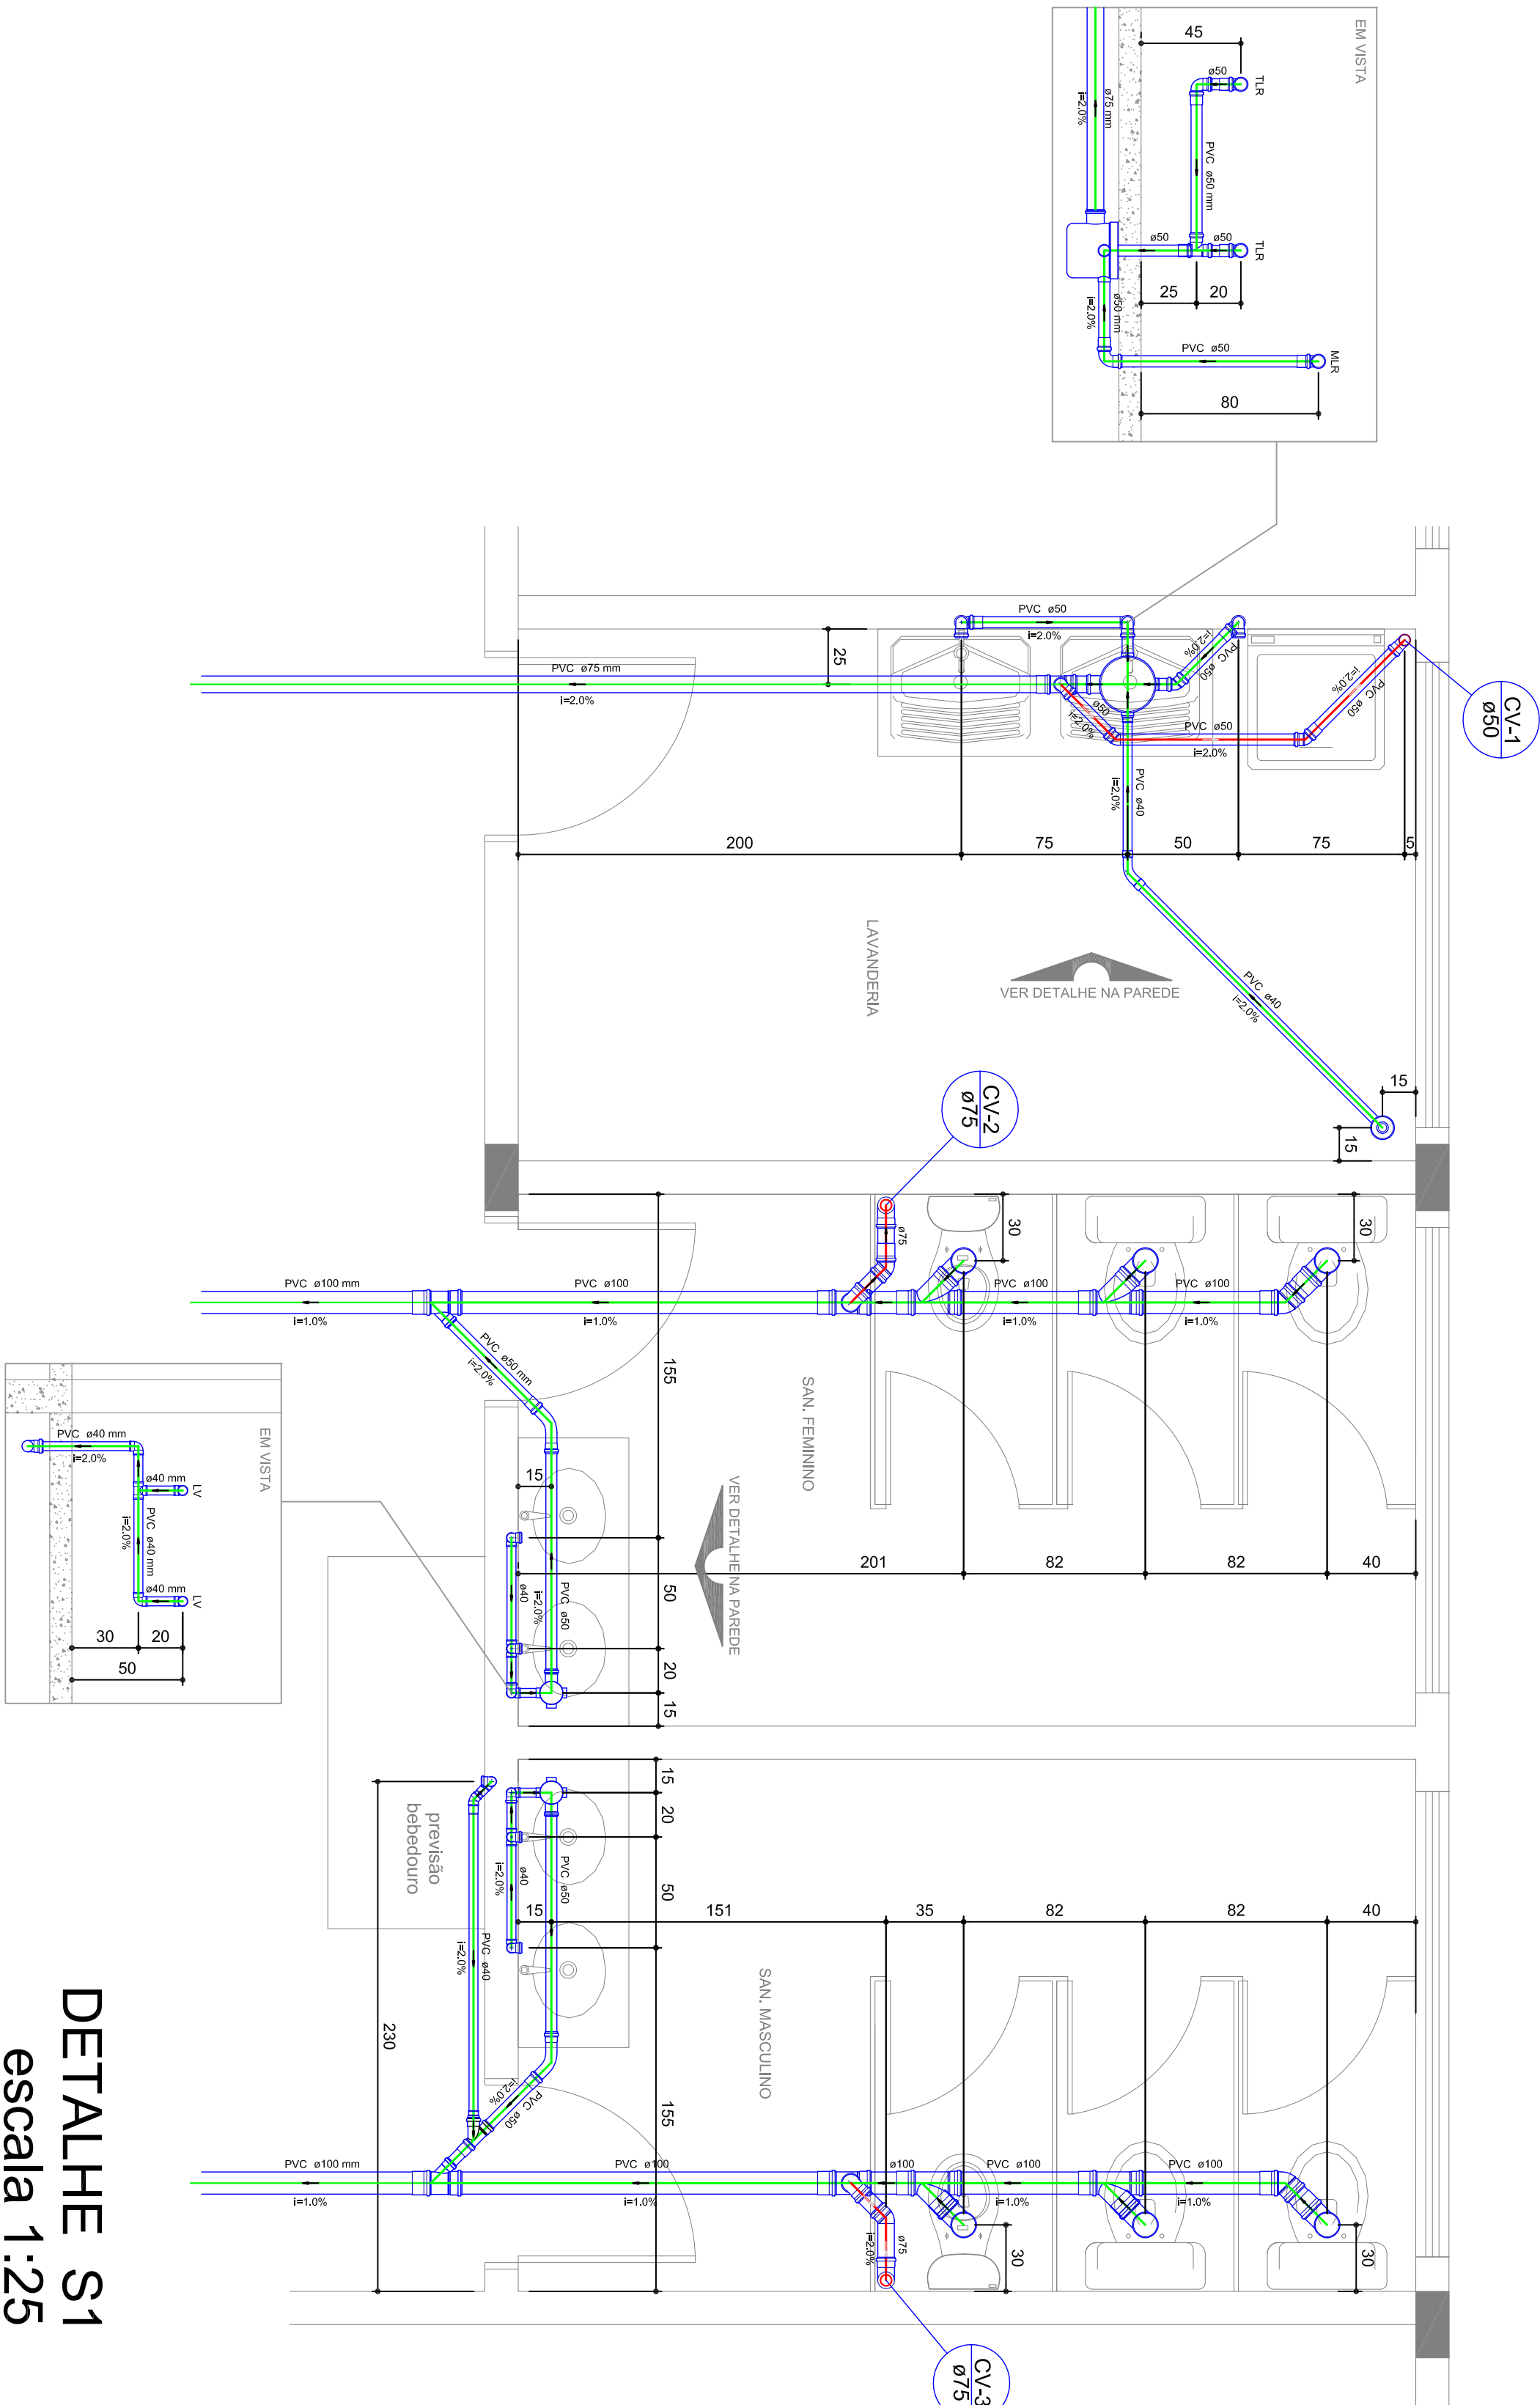 EM VISTA
45
TLR
ø50
PVC ø50 mm
ø75 mm
i=2.0%
TLR
ø50
ø50
25
20
ø50 mm
i=2.0%
PVC ø50
MLR
80
CV-1
ø50
PVC ø50
i=2.0%
PVC ø50
i=2.0%
PVC ø50
i=2.0%
ø50
i=2.0%
PVC ø50
i=2.0%
25
PVC ø75 mm
i=2.0%
PVC ø40
i=2.0%
200
75
50
75
5
LAVANDERIA
VER DETALHE NA PAREDE
PVC ø40
i=2.0%
15
15
CV-2
ø75
ø75
30
30
PVC ø100 mm
i=1.0%
PVC ø100
i=1.0%
PVC ø100
i=1.0%
PVC ø100
i=1.0%
PVC ø50 mm
i=2.0%
155
SAN. FEMININO
15
VER DETALHE NA PAREDE
201
82
82
40
50
PVC ø50
i=2.0%
ø40
20
15
EM VISTA
PVC ø40 mm
i=2.0%
ø40 mm
LV
PVC ø40 mm
i=2.0%
ø40 mm
LV
30
20
50
15
20
50
previsão
bebedouro
ø40
i=2.0%
PVC ø50
15
151
35
82
82
40
PVC ø40
i=2.0%
SAN. MASCULINO
230
i=2.0%
PVC ø50
155
PVC ø100 mm
i=1.0%
PVC ø100
i=1.0%
ø100
PVC ø100
i=1.0%
PVC ø100
i=1.0%
ø75
i=2.0%
30
30
CV-3
ø75
DETALHE S1
escala 1:25